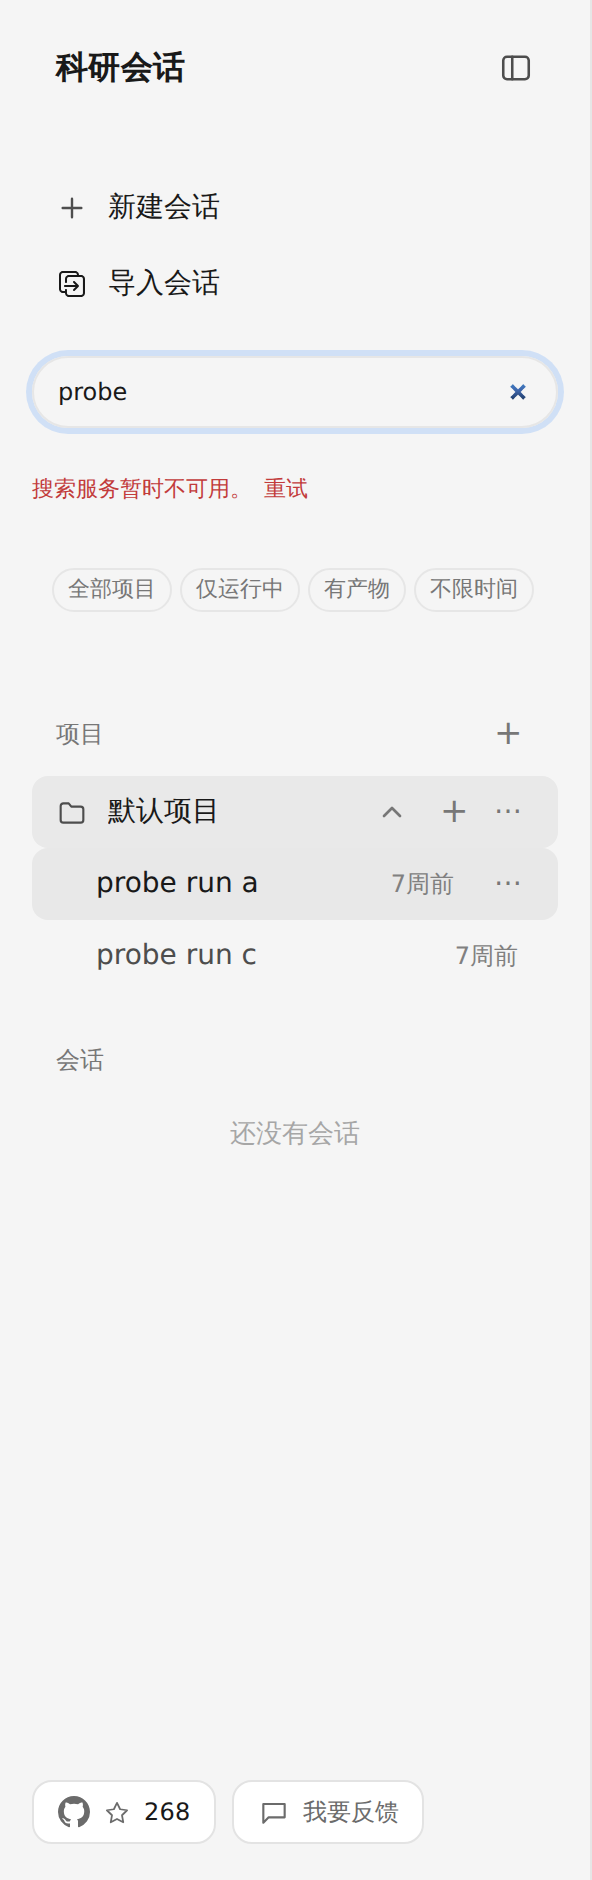 科研会话
新建会话
导入会话
probe
搜索服务暂时不可用。 重试
全部项目 仅运行中 有产物 不限时间
项目
默认项目
probe run a 7周前
probe run c 7周前
会话
还没有会话
268 我要反馈